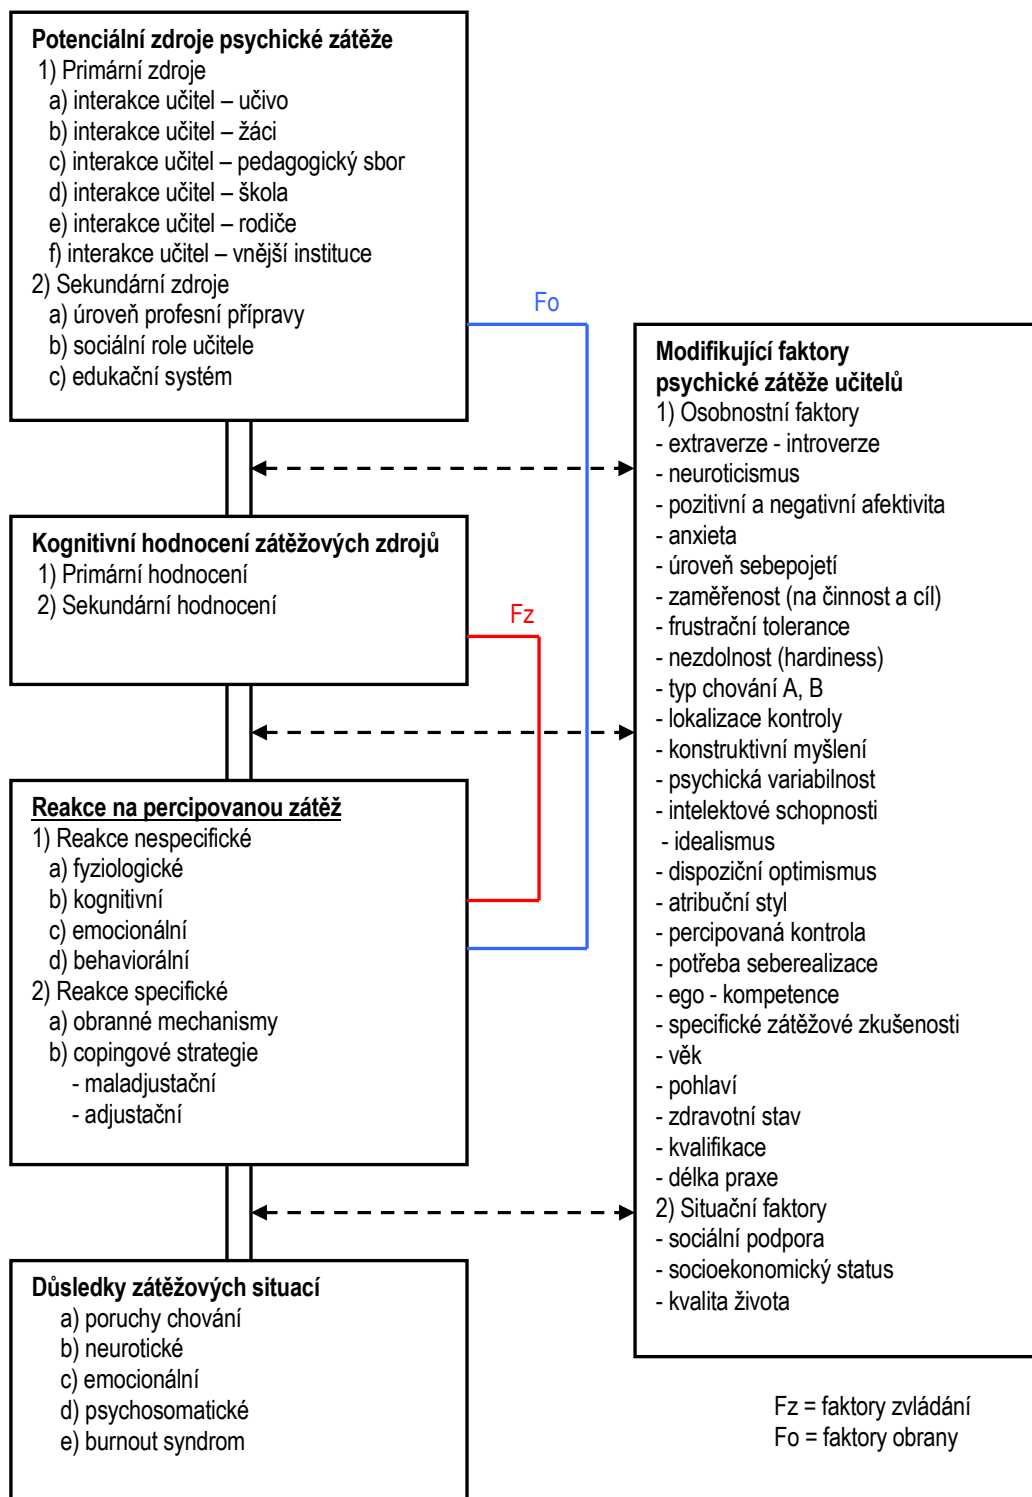 Potenciální zdroje psychické zátěže
1) Primární zdroje
a) interakce učitel – učivo
b) interakce učitel – žáci
c) interakce učitel – pedagogický sbor
d) interakce učitel – škola
e) interakce učitel – rodiče
f) interakce učitel – vnější instituce
2) Sekundární zdroje
a) úroveň profesní přípravy
b) sociální role učitele
c) edukační systém
Fo
Kognitivní hodnocení zátěžových zdrojů
1) Primární hodnocení
2) Sekundární hodnocení
Fz
Reakce na percipovanou zátěž
1) Reakce nespecifické
a) fyziologické
b) kognitivní
c) emocionální
d) behaviorální
2) Reakce specifické
a) obranné mechanismy
b) copingové strategie
- maladjustační
- adjustační
Důsledky zátěžových situací
a) poruchy chování
b) neurotické
c) emocionální
d) psychosomatické
e) burnout syndrom
Modifikující faktory
psychické zátěže učitelů
1) Osobnostní faktory
- extraverze - introverze
- neuroticismus
- pozitivní a negativní afektivita
- anxieta
- úroveň sebepojetí
- zaměřenost (na činnost a cíl)
- frustrační tolerance
- nezdolnost (hardiness)
- typ chování A, B
- lokalizace kontroly
- konstruktivní myšlení
- psychická variabilnost
- intelektové schopnosti
- idealismus
- dispoziční optimismus
- atribuční styl
- percipovaná kontrola
- potřeba seberealizace
- ego - kompetence
- specifické zátěžové zkušenosti
- věk
- pohlaví
- zdravotní stav
- kvalifikace
- délka praxe
2) Situační faktory
- sociální podpora
- socioekonomický status
- kvalita života
Fz = faktory zvládání
Fo = faktory obrany